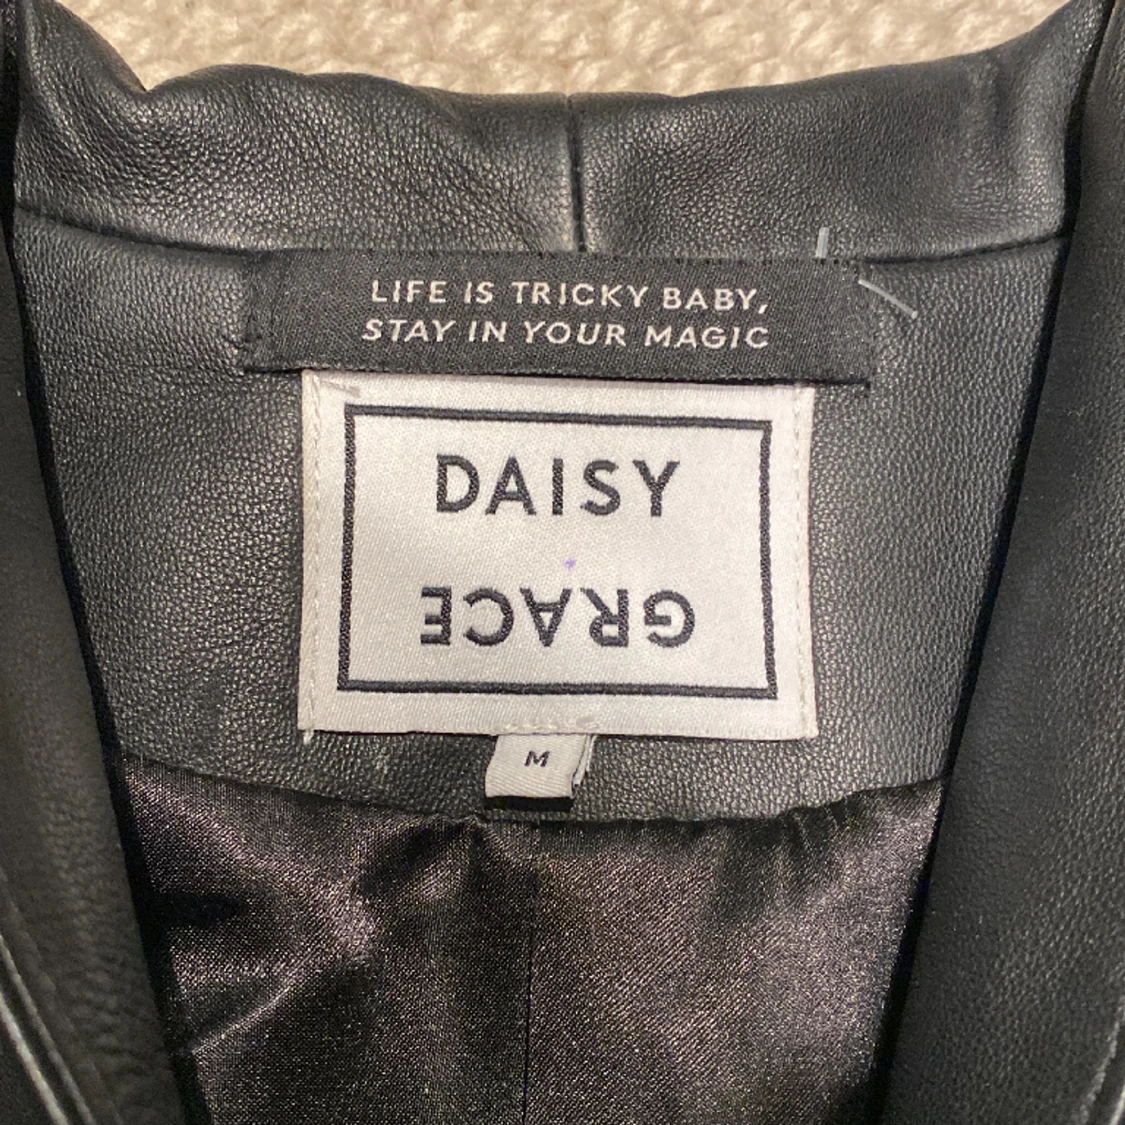 LIFE IS TRICKY BABY,
STAY IN YOUR MAGIC
DAISY
GRACE
M